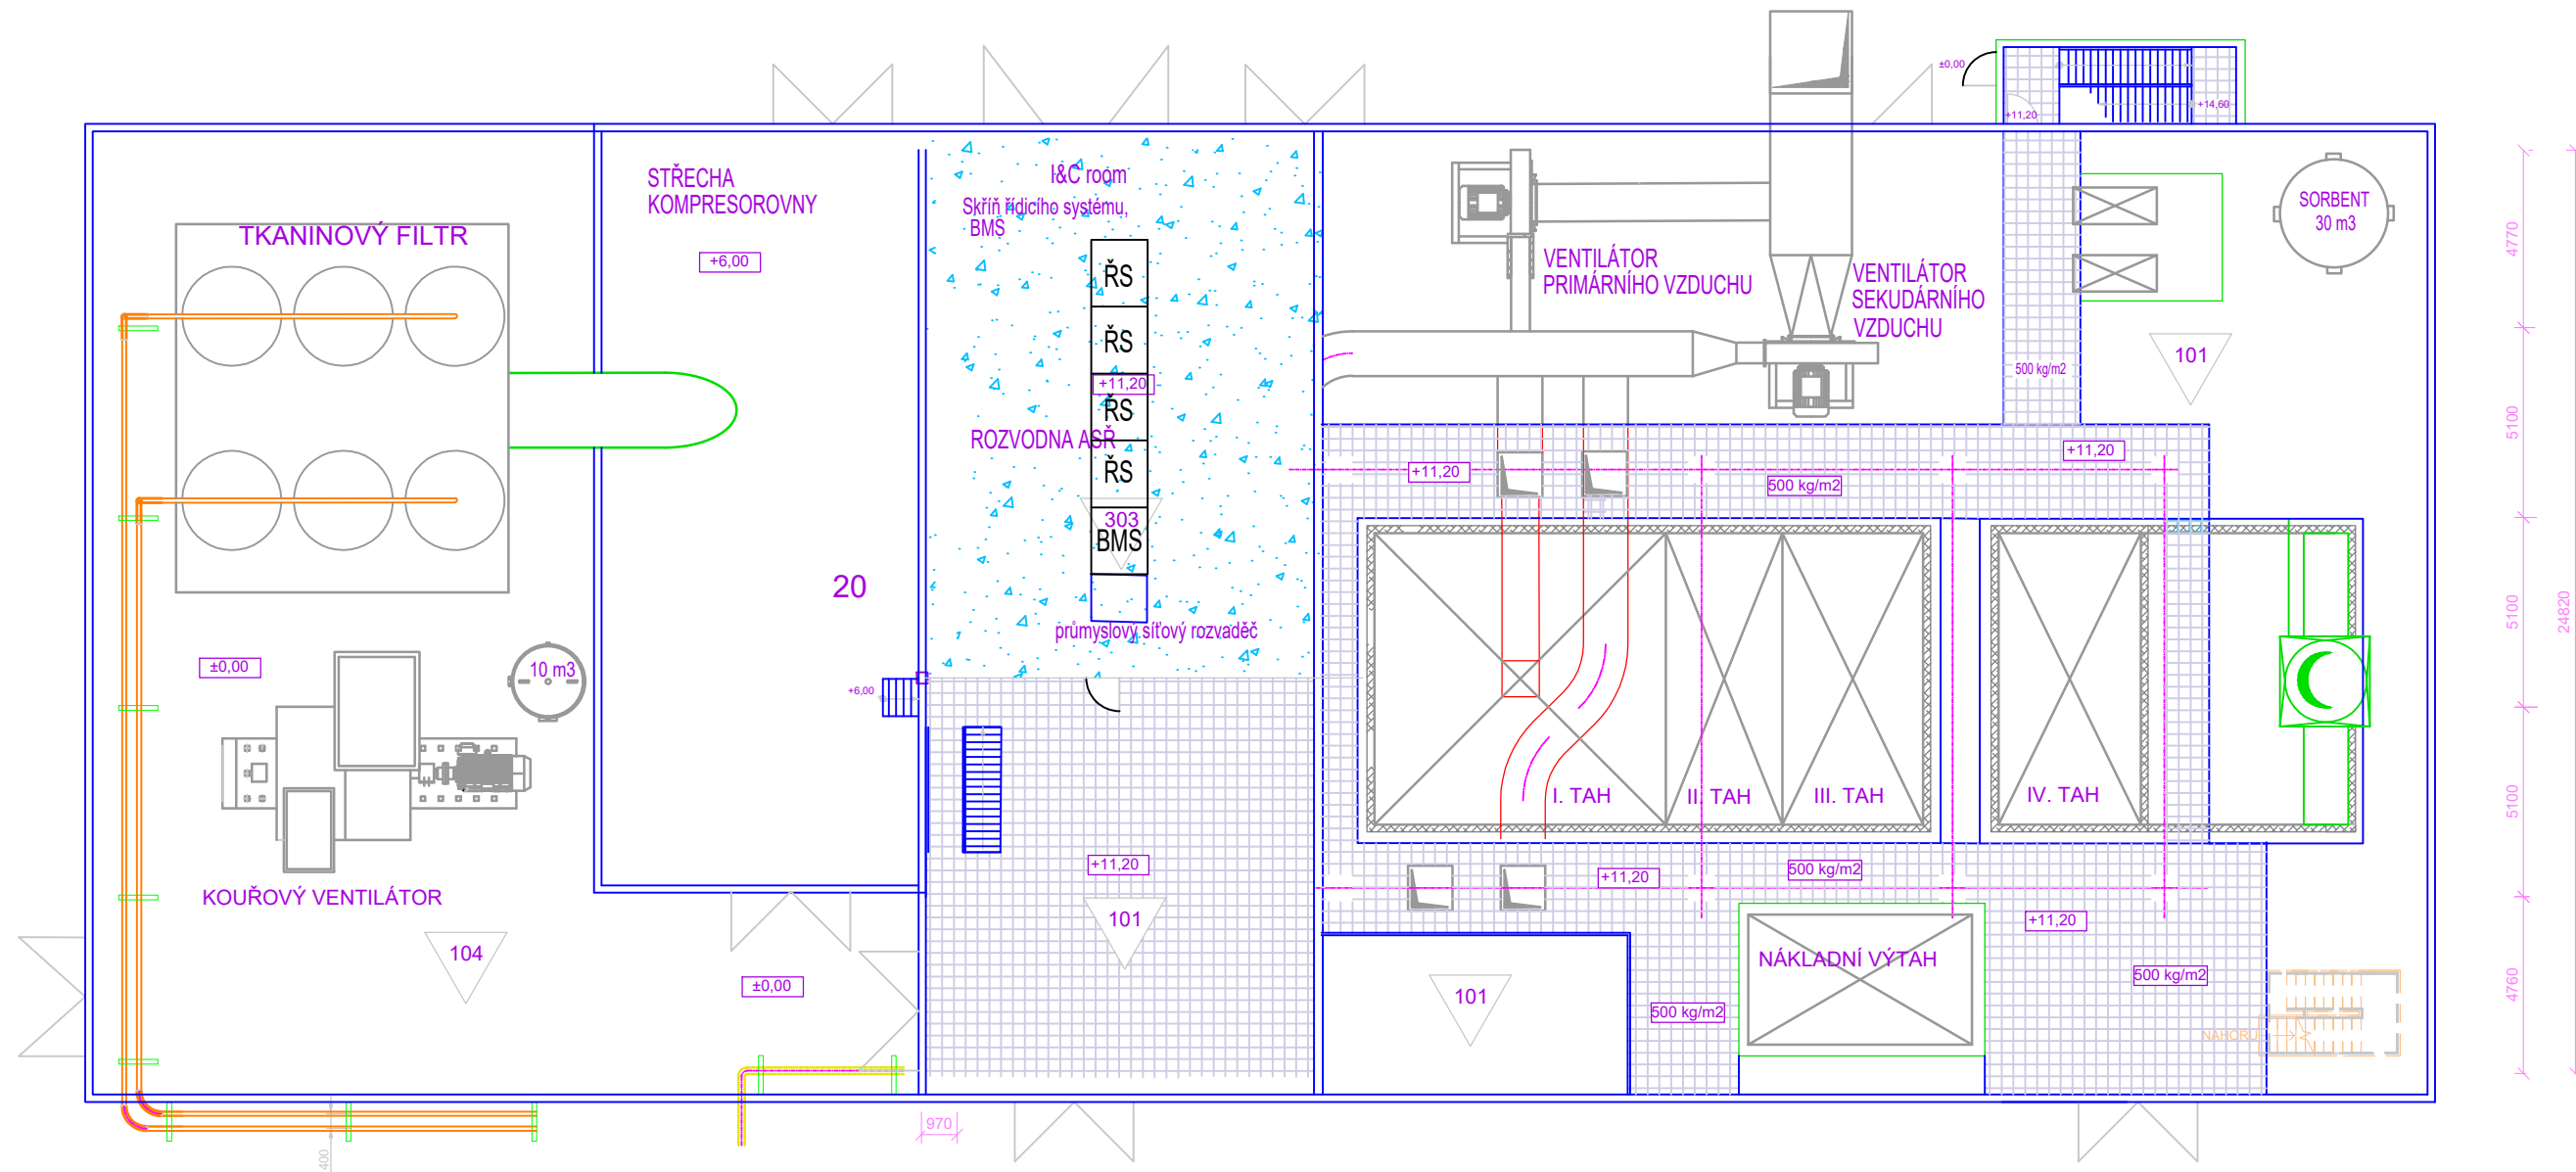 ±0,00
+14,60
+11,20
STŘECHA
KOMPRESOROVNY
+6,00
TKANINOVÝ FILTR
I&C room
Skříň řídicího systému,
BMS
ŘS
ŘS
+11,20
ŘS
ROZVODNA ASŘ
ŘS
303
BMS
průmyslový síťový rozvaděč
20
VENTILÁTOR
PRIMÁRNÍHO VZDUCHU
VENTILÁTOR
SEKUDÁRNÍHO
VZDUCHU
SORBENT
30 m3
101
500 kg/m2
+11,20
+11,20
500 kg/m2
±0,00
10 m3
+6,00
I. TAH
II. TAH
III. TAH
IV. TAH
KOUŘOVÝ VENTILÁTOR
104
±0,00
+11,20
101
+11,20
500 kg/m2
+11,20
NÁKLADNÍ VÝTAH
500 kg/m2
101
500 kg/m2
NAHORU
4770
5100
5100
5100
4760
24820
970
400